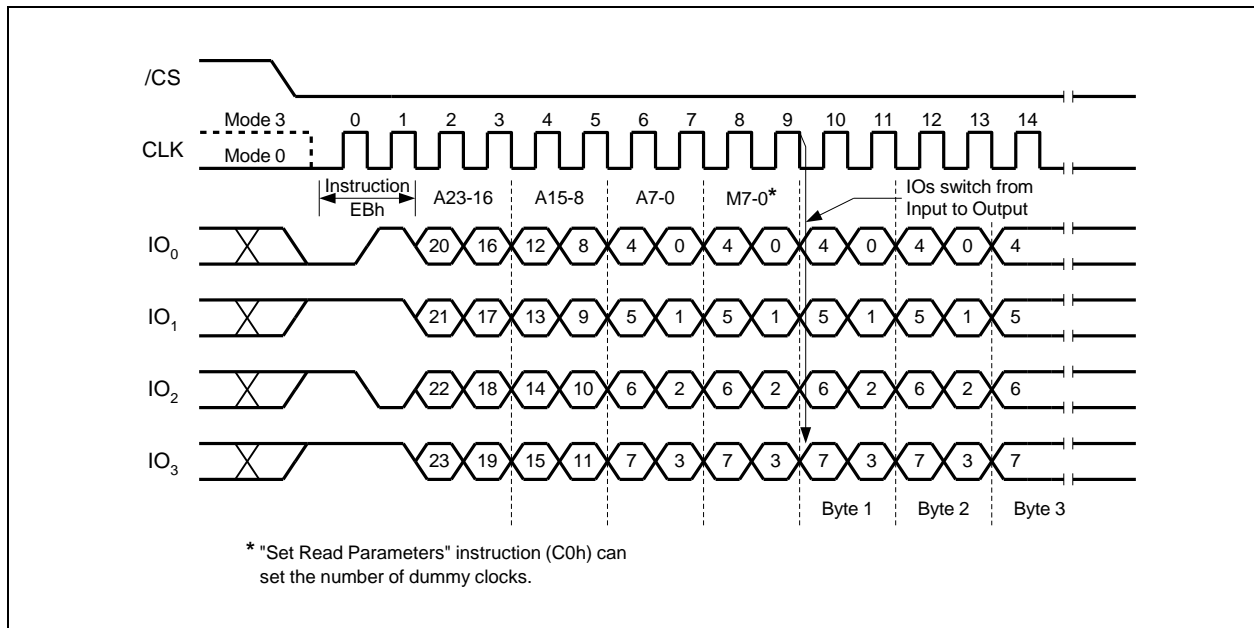 /CS
Mode 3 0 1 2 3 4 5 6 7 8 9 10 11 12 13 14
CLK
Mode 0
Instruction
EBh
A23-16 A15-8 A7-0 M7-0*
IOs switch from
Input to Output
IO0 20 16 12 8 4 0 4 0 4 0 4 0 4
IO1 21 17 13 9 5 1 5 1 5 1 5 1 5
IO2 22 18 14 10 6 2 6 2 6 2 6 2 6
IO3 23 19 15 11 7 3 7 3 7 3 7 3 7
Byte 1 Byte 2 Byte 3
* "Set Read Parameters" instruction (C0h) can
set the number of dummy clocks.